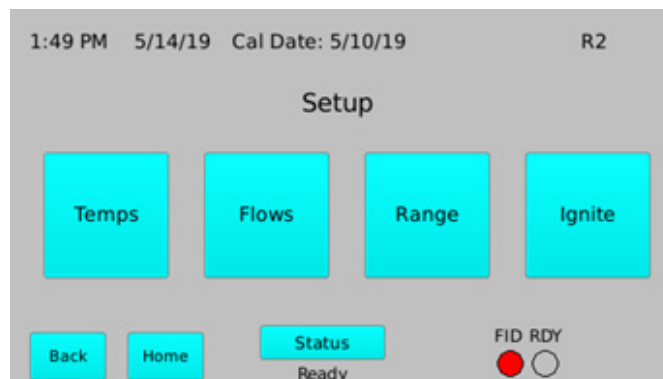 1:49 PM 5/14/19 Cal Date: 5/10/19 R2
Setup
Temps Flows Range Ignite
FID RDY
Back Home Status
Ready